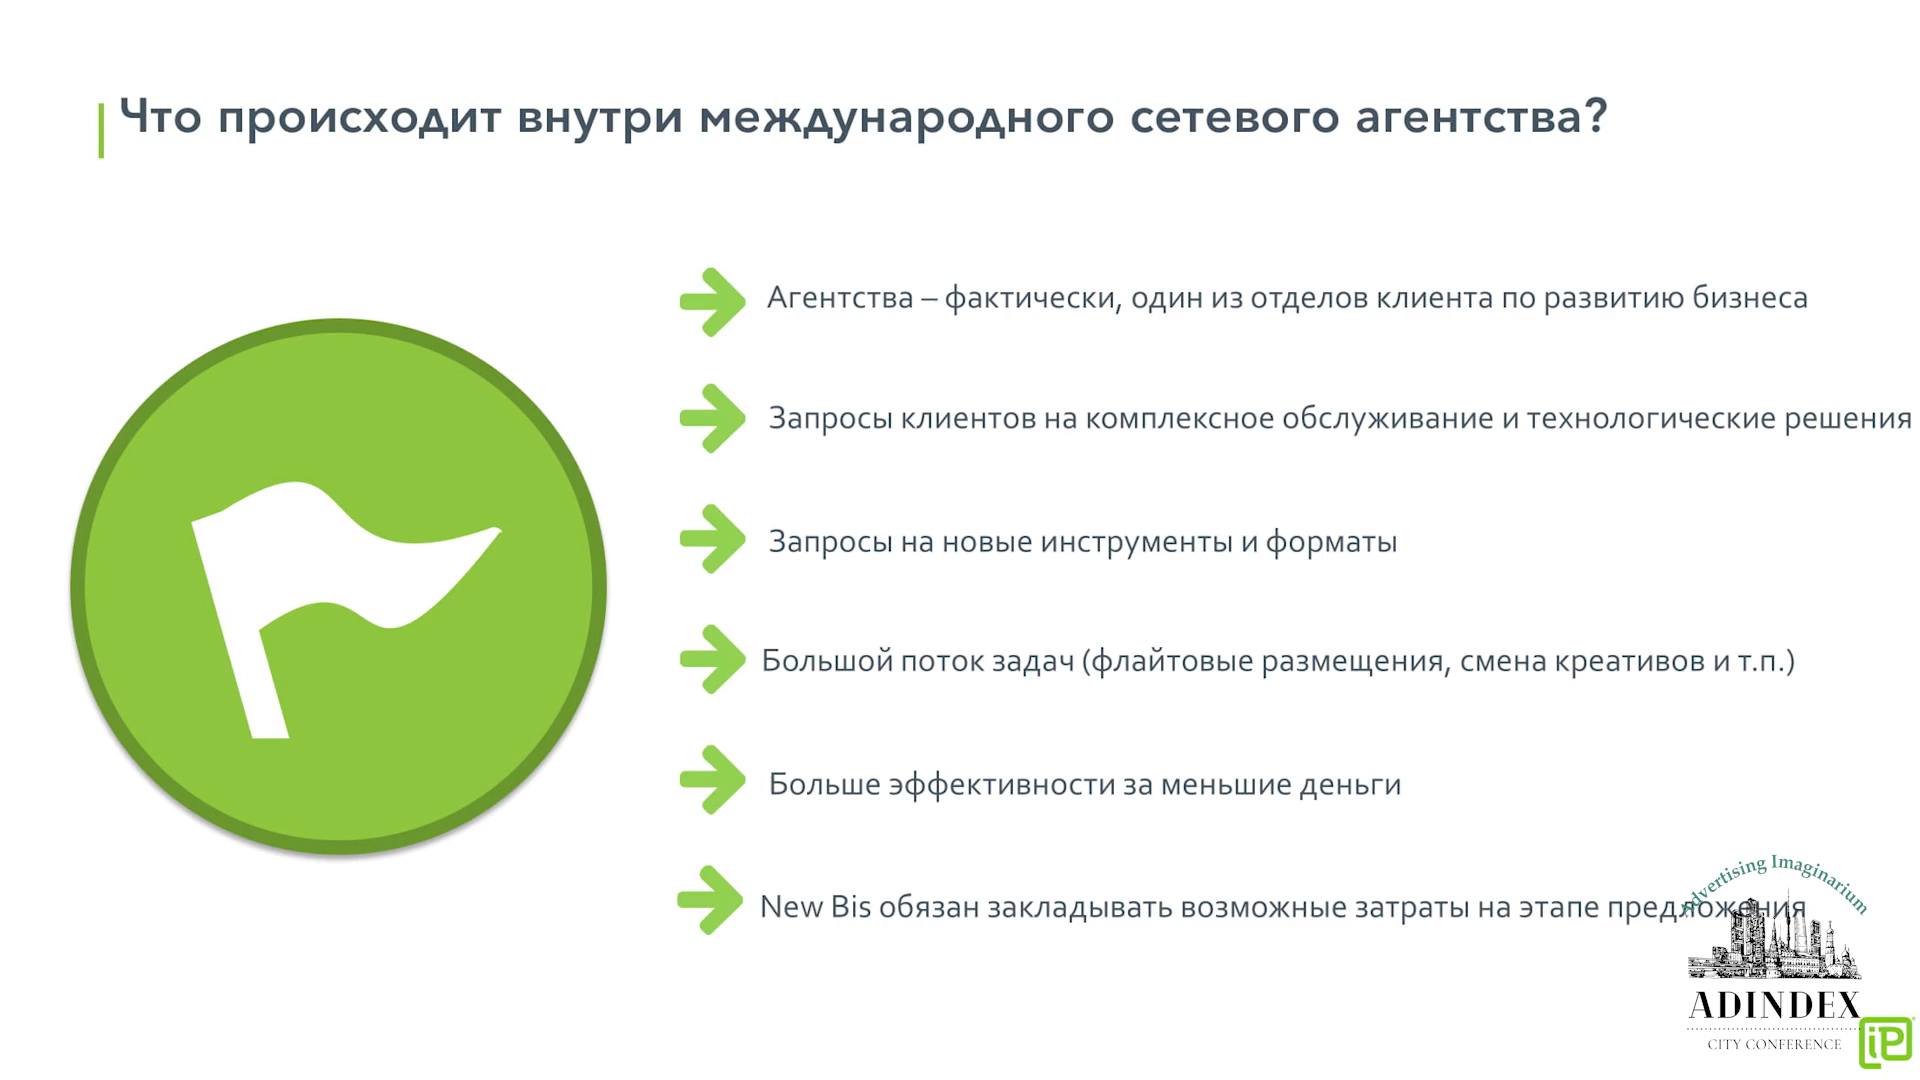 Что происходит внутри международного сетевого агентства?
Агентства – фактически, один из отделов клиента по развитию бизнеса
Запросы клиентов на комплексное обслуживание и технологические решения
Запросы на новые инструменты и форматы
Большой поток задач (флайтовые размещения, смена креативов и т.п.)
Больше эффективности за меньшие деньги
New Bis обязан закладывать возможные затраты на этапе предложения
Advertising Imaginarium
ADINDEX
CITY CONFERENCE
iP